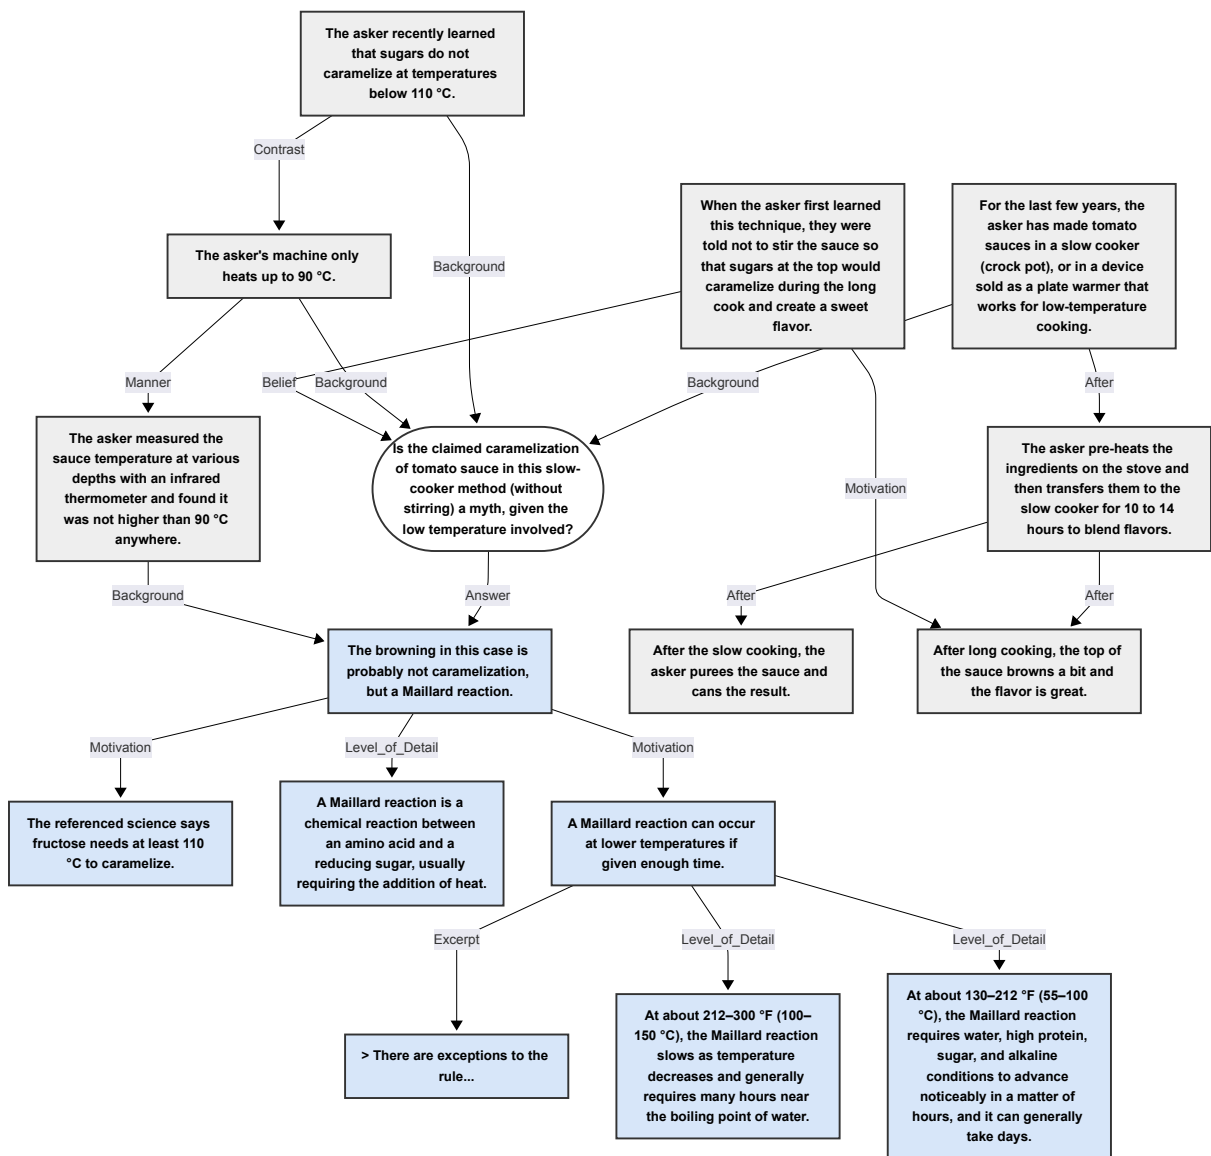 The asker recently learned
that sugars do not
caramelize at temperatures
below 110 °C.
Contrast
Background
The asker's machine only
heats up to 90 °C.
When the asker first learned
this technique, they were
told not to stir the sauce so
that sugars at the top would
caramelize during the long
cook and create a sweet
flavor.
For the last few years, the
asker has made tomato
sauces in a slow cooker
(crock pot), or in a device
sold as a plate warmer that
works for low-temperature
cooking.
Manner
Belief
Background
Background
After
The asker measured the
sauce temperature at various
depths with an infrared
thermometer and found it
was not higher than 90 °C
anywhere.
Is the claimed caramelization
of tomato sauce in this slow-
cooker method (without
stirring) a myth, given the
low temperature involved?
Motivation
The asker pre-heats the
ingredients on the stove and
then transfers them to the
slow cooker for 10 to 14
hours to blend flavors.
Background
Answer
After
After
The browning in this case is
probably not caramelization,
but a Maillard reaction.
After the slow cooking, the
asker purees the sauce and
cans the result.
After long cooking, the top of
the sauce browns a bit and
the flavor is great.
Motivation
Level_of_Detail
Motivation
The referenced science says
fructose needs at least 110
°C to caramelize.
A Maillard reaction is a
chemical reaction between
an amino acid and a
reducing sugar, usually
requiring the addition of heat.
A Maillard reaction can occur
at lower temperatures if
given enough time.
Excerpt
Level_of_Detail
Level_of_Detail
> There are exceptions to the
rule...
At about 212–300 °F (100–
150 °C), the Maillard reaction
slows as temperature
decreases and generally
requires many hours near
the boiling point of water.
At about 130–212 °F (55–100
°C), the Maillard reaction
requires water, high protein,
sugar, and alkaline
conditions to advance
noticeably in a matter of
hours, and it can generally
take days.